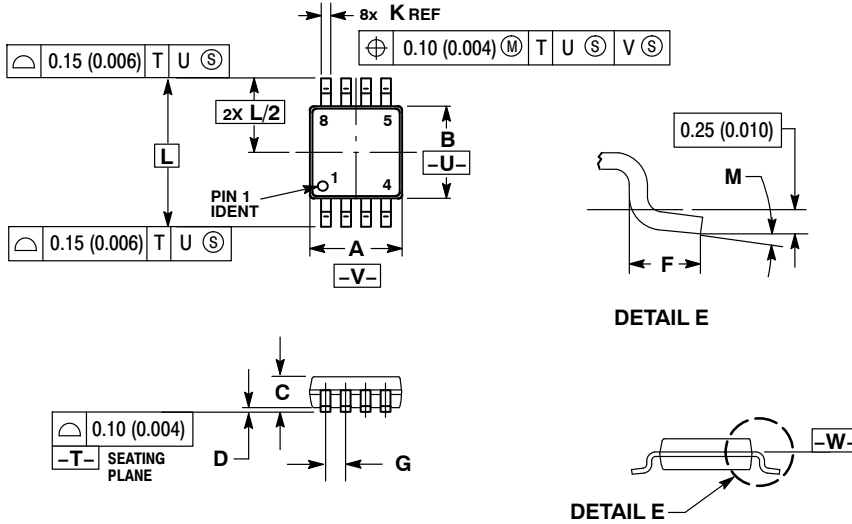 8x K REF
⌖ 0.10 (0.004) Ⓜ T U Ⓢ V Ⓢ
⌓ 0.15 (0.006) T U Ⓢ
2X L/2
8 5
B
–U–
L
PIN 1
IDENT
1
4
⌓ 0.15 (0.006) T U Ⓢ
A
–V–
0.25 (0.010)
M
F
DETAIL E
C
⌓ 0.10 (0.004)
–T– SEATING
PLANE
D
G
–W–
DETAIL E